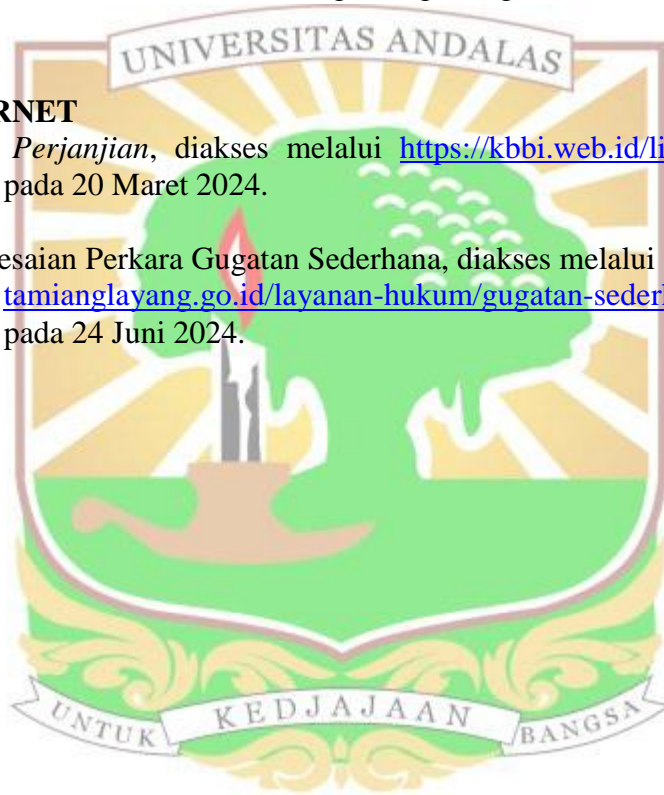 UNIVERSITAS ANDALAS
RNET
Perjanjian, diakses melalui https://kbbi.web.id/li
pada 20 Maret 2024.
esaian Perkara Gugatan Sederhana, diakses melalui
tamianglayang.go.id/layanan-hukum/gugatan-seder
pada 24 Juni 2024.
UNTUK KEDJAJAAN BANGSA